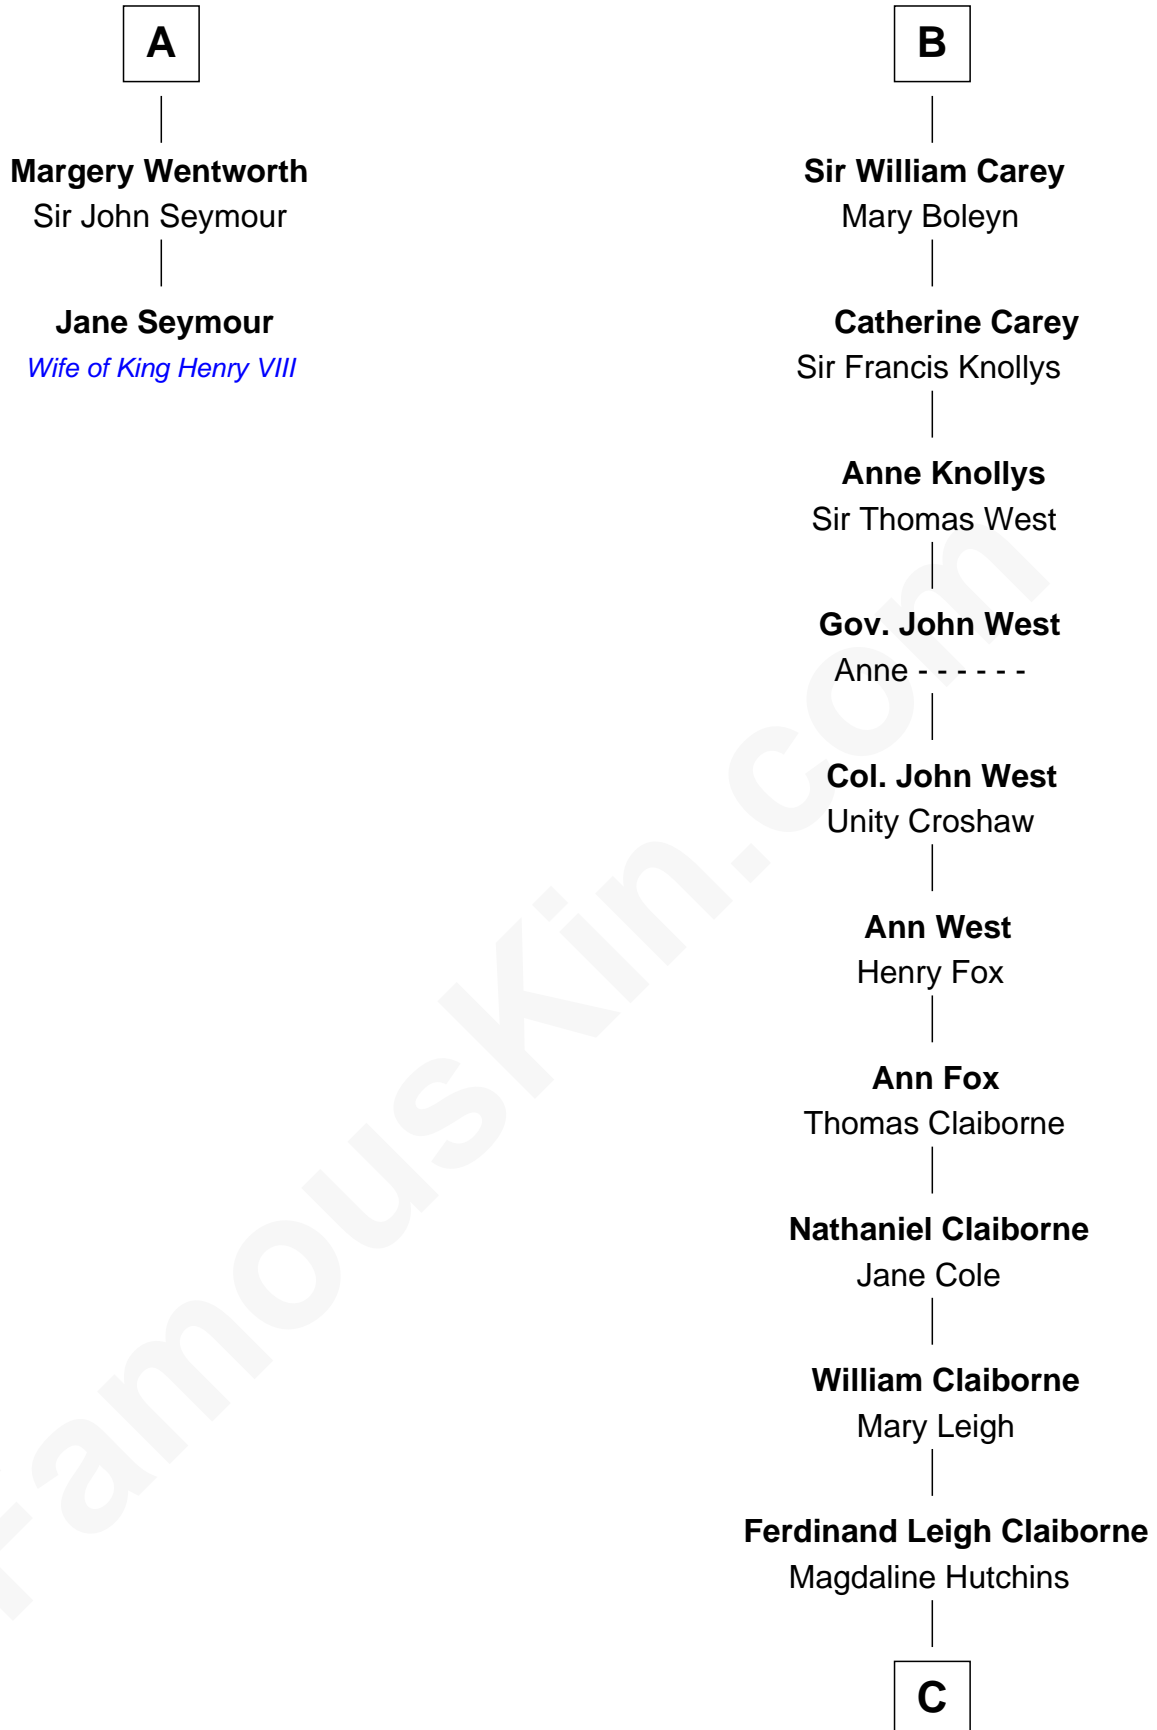 A
Margery Wentworth
Sir John Seymour
Jane Seymour
Wife of King Henry VIII
B
Sir William Carey
Mary Boleyn
Catherine Carey
Sir Francis Knollys
Anne Knollys
Sir Thomas West
Gov. John West
Anne - - - - - -
Col. John West
Unity Croshaw
Ann West
Henry Fox
Ann Fox
Thomas Claiborne
Nathaniel Claiborne
Jane Cole
William Claiborne
Mary Leigh
Ferdinand Leigh Claiborne
Magdaline Hutchins
C
FamousKin.com